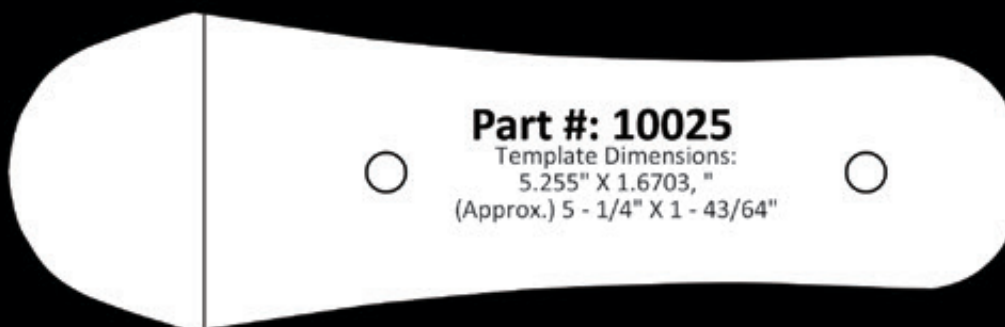 Part #: 10025
Template Dimensions:
5.255" X 1.6703, "
(Approx.) 5 - 1/4" X 1 - 43/64"